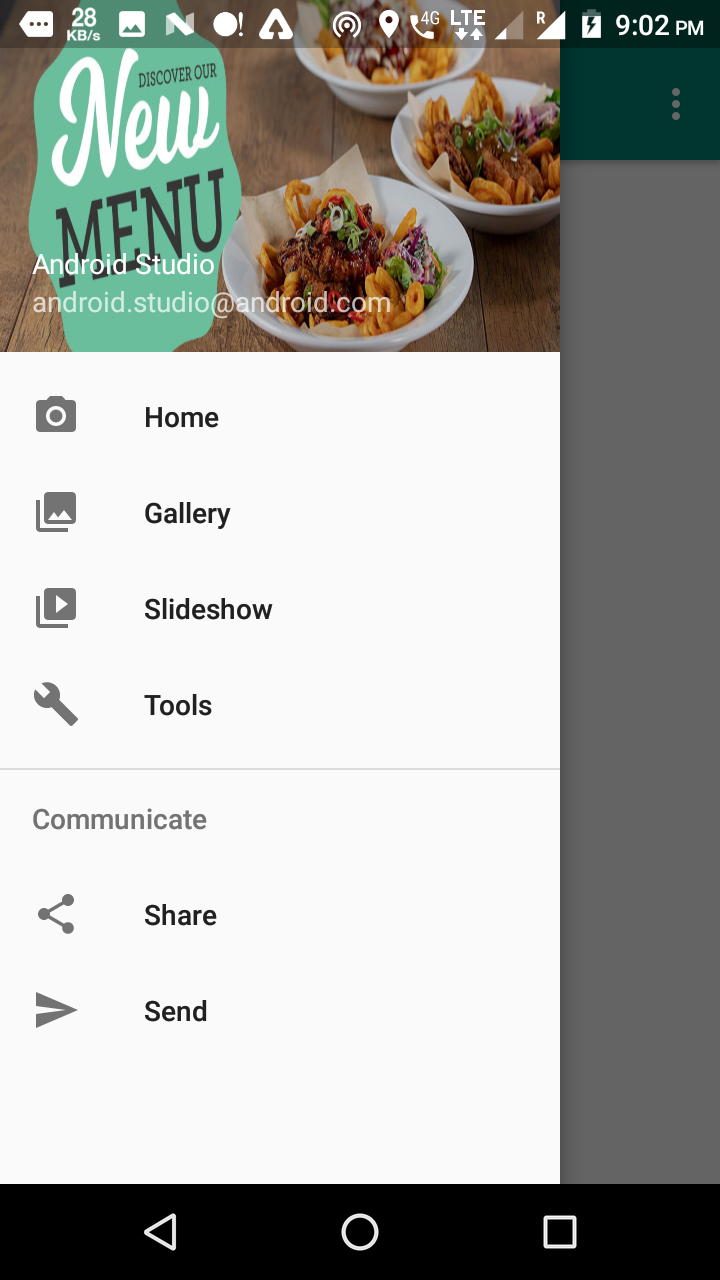 28
KB/s
4G
LTE
R
9:02 PM
DISCOVER OUR
New
MENU
Android Studio
android.studio@android.com
Home
Gallery
Slideshow
Tools
Communicate
Share
Send